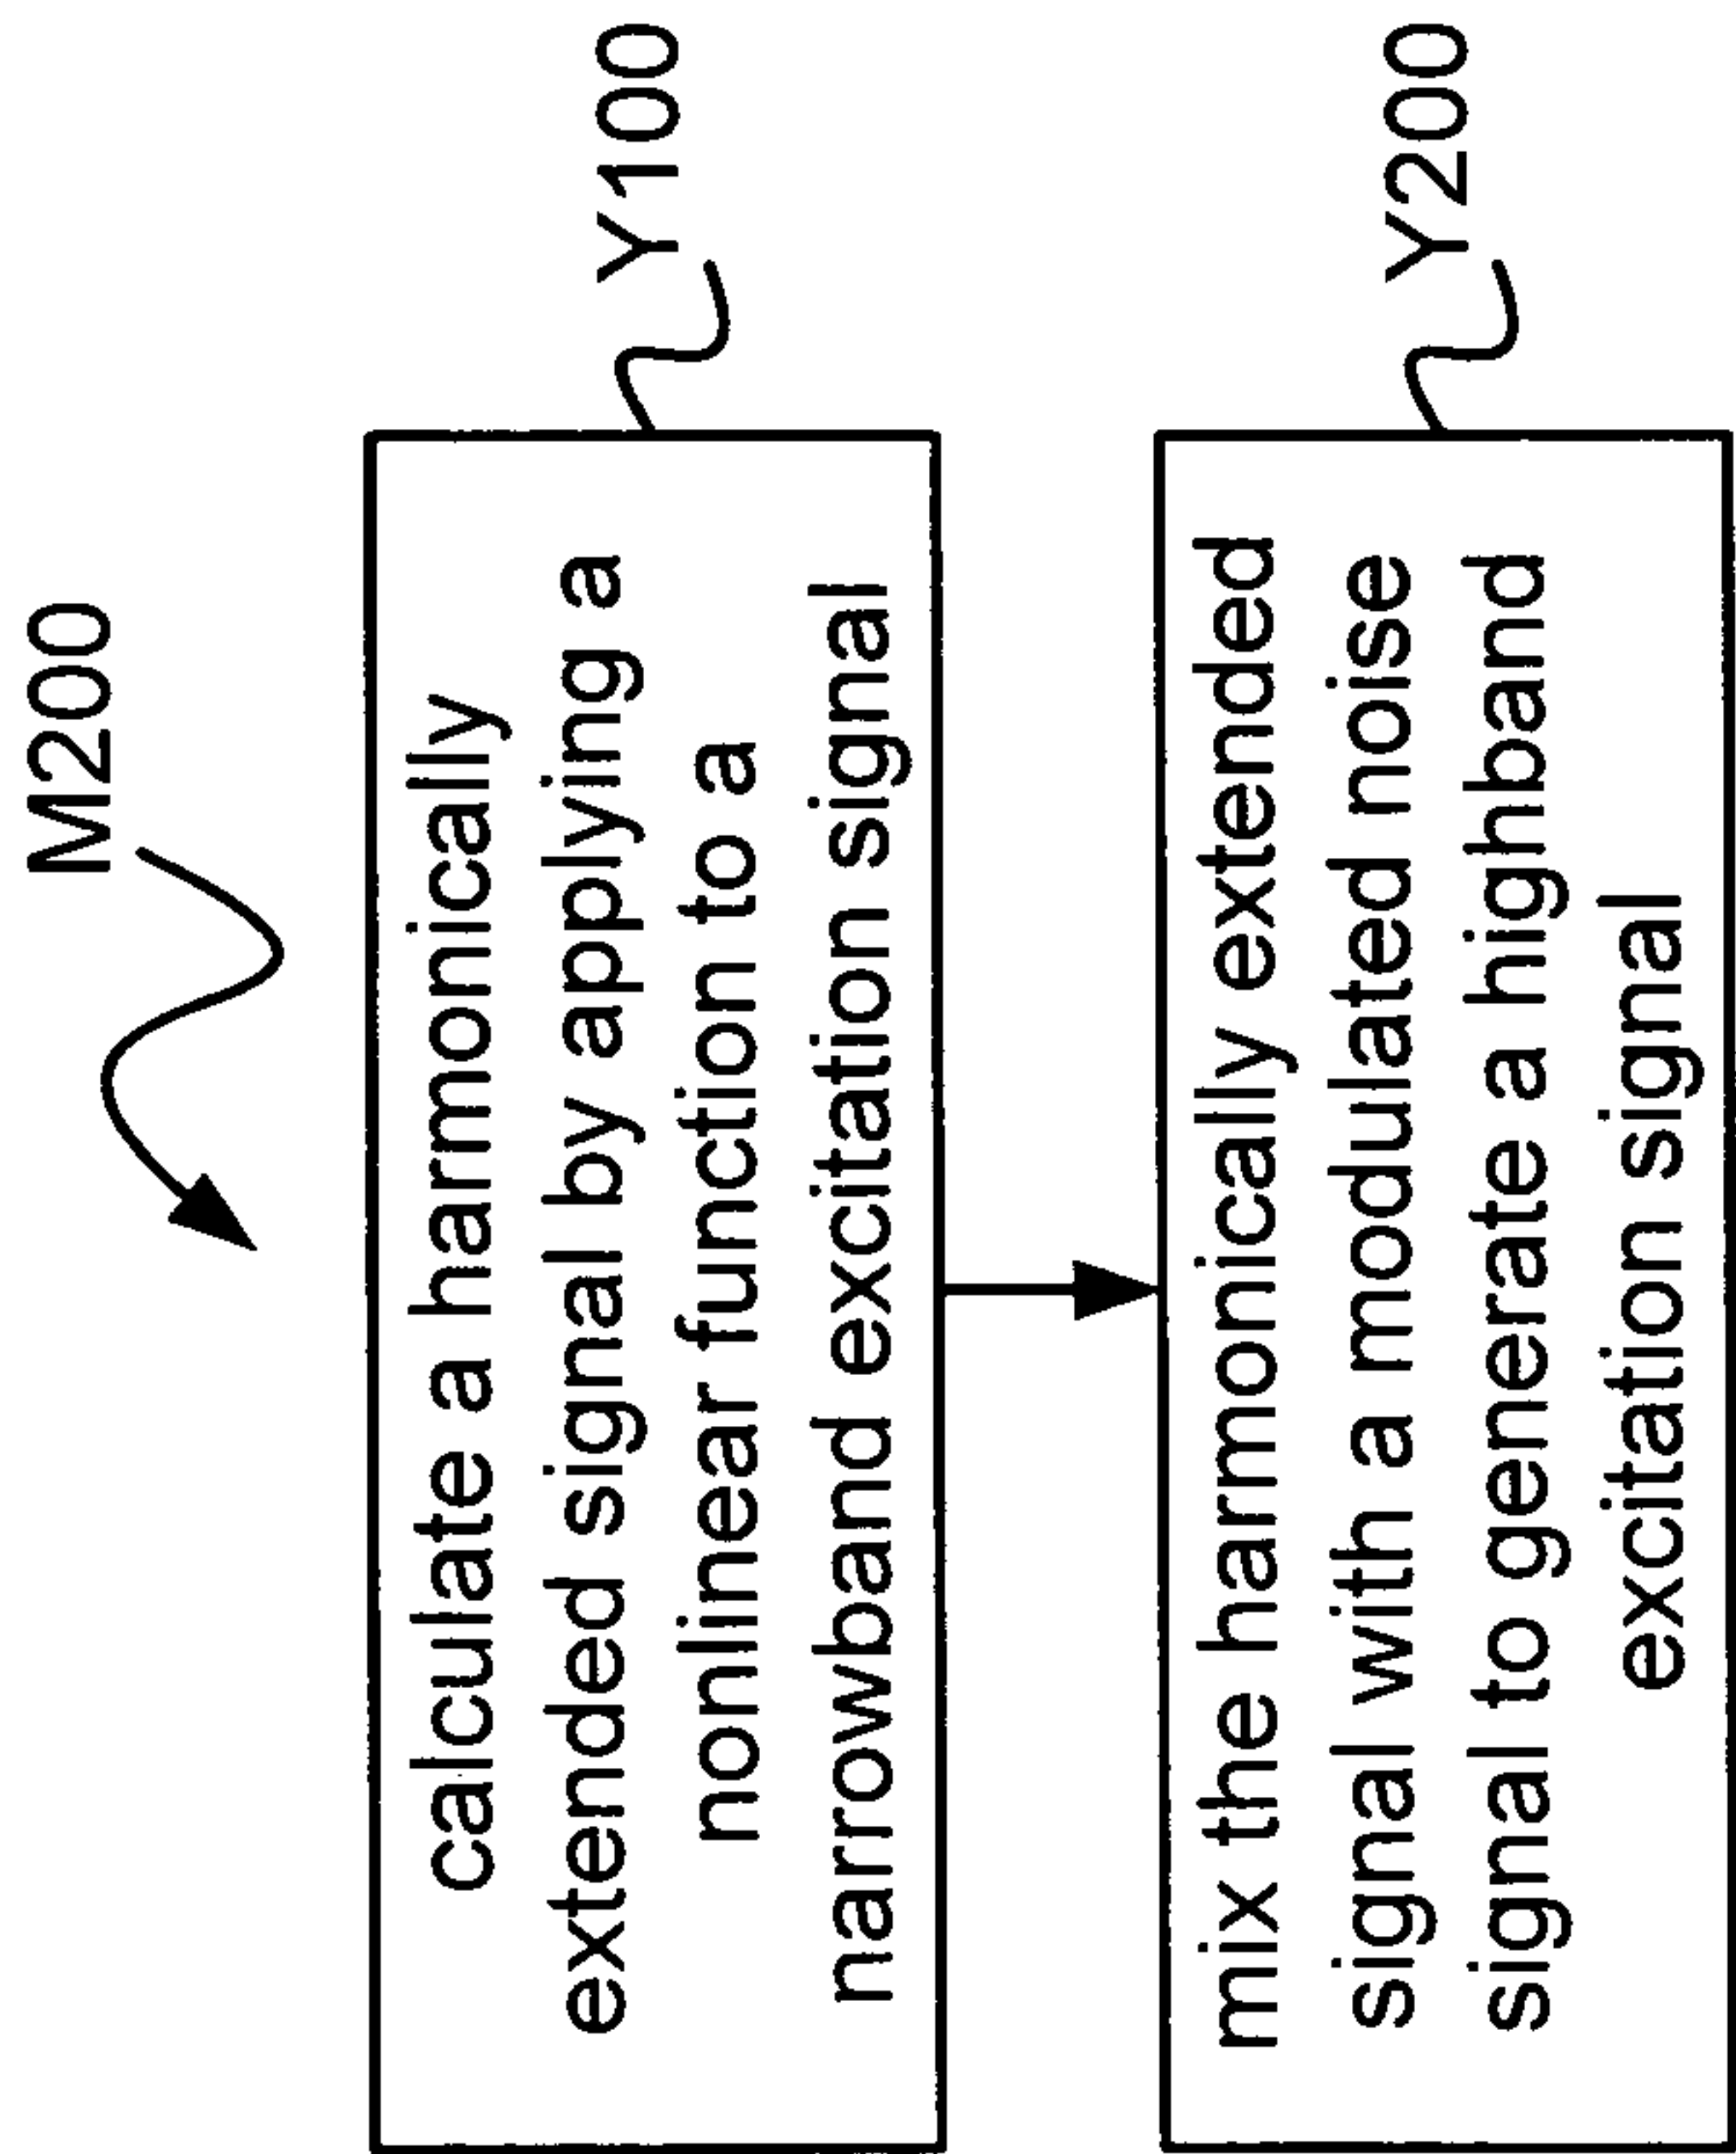 M200
calculate a harmonically
extended signal by applying a
nonlinear function to a
narrowband excitation signal
Y100
mix the harmonically extended
signal with a modulated noise
signal to generate a highband
excitation signal
Y200